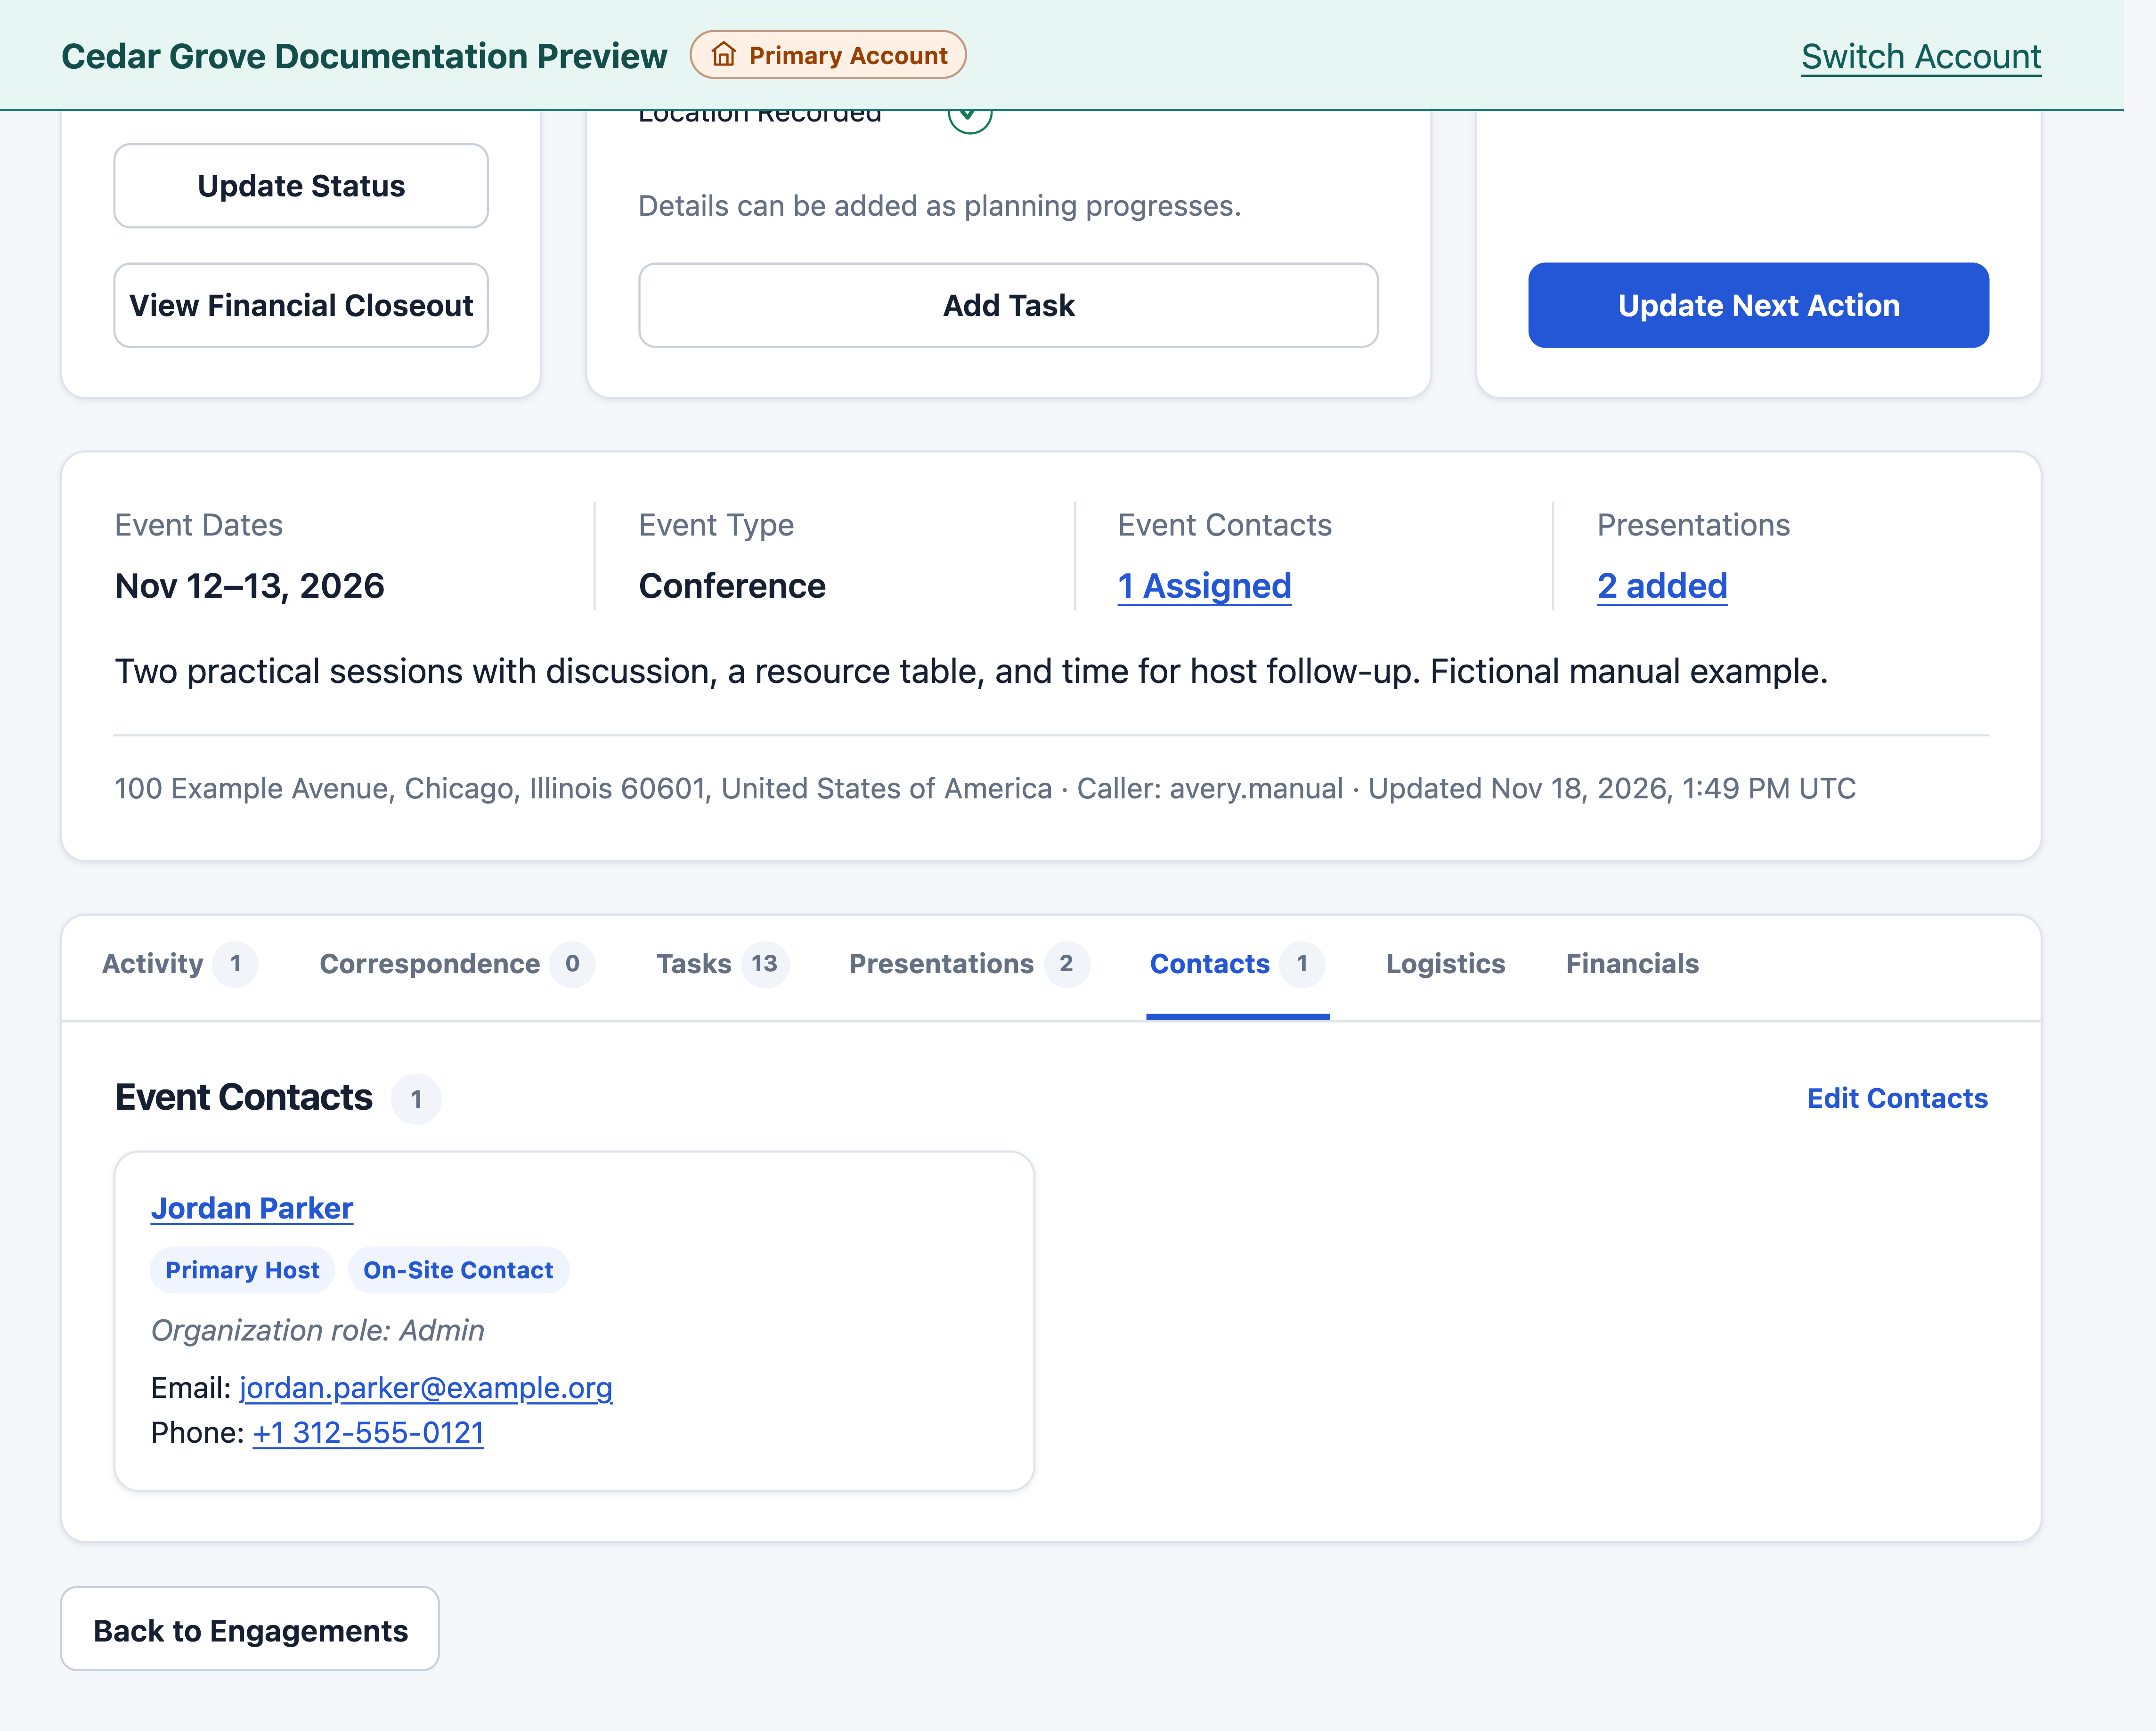 Cedar Grove Documentation Preview
Primary Account
Switch Account
Location Recorded
Update Status
Details can be added as planning progresses.
View Financial Closeout
Add Task
Update Next Action
Event Dates
Nov 12–13, 2026
Event Type
Conference
Event Contacts
1 Assigned
Presentations
2 added
Two practical sessions with discussion, a resource table, and time for host follow-up. Fictional manual example.
100 Example Avenue, Chicago, Illinois 60601, United States of America · Caller: avery.manual · Updated Nov 18, 2026, 1:49 PM UTC
Activity 1
Correspondence 0
Tasks 13
Presentations 2
Contacts 1
Logistics
Financials
Event Contacts 1
Edit Contacts
Jordan Parker
Primary Host
On-Site Contact
Organization role: Admin
Email: jordan.parker@example.org
Phone: +1 312-555-0121
Back to Engagements